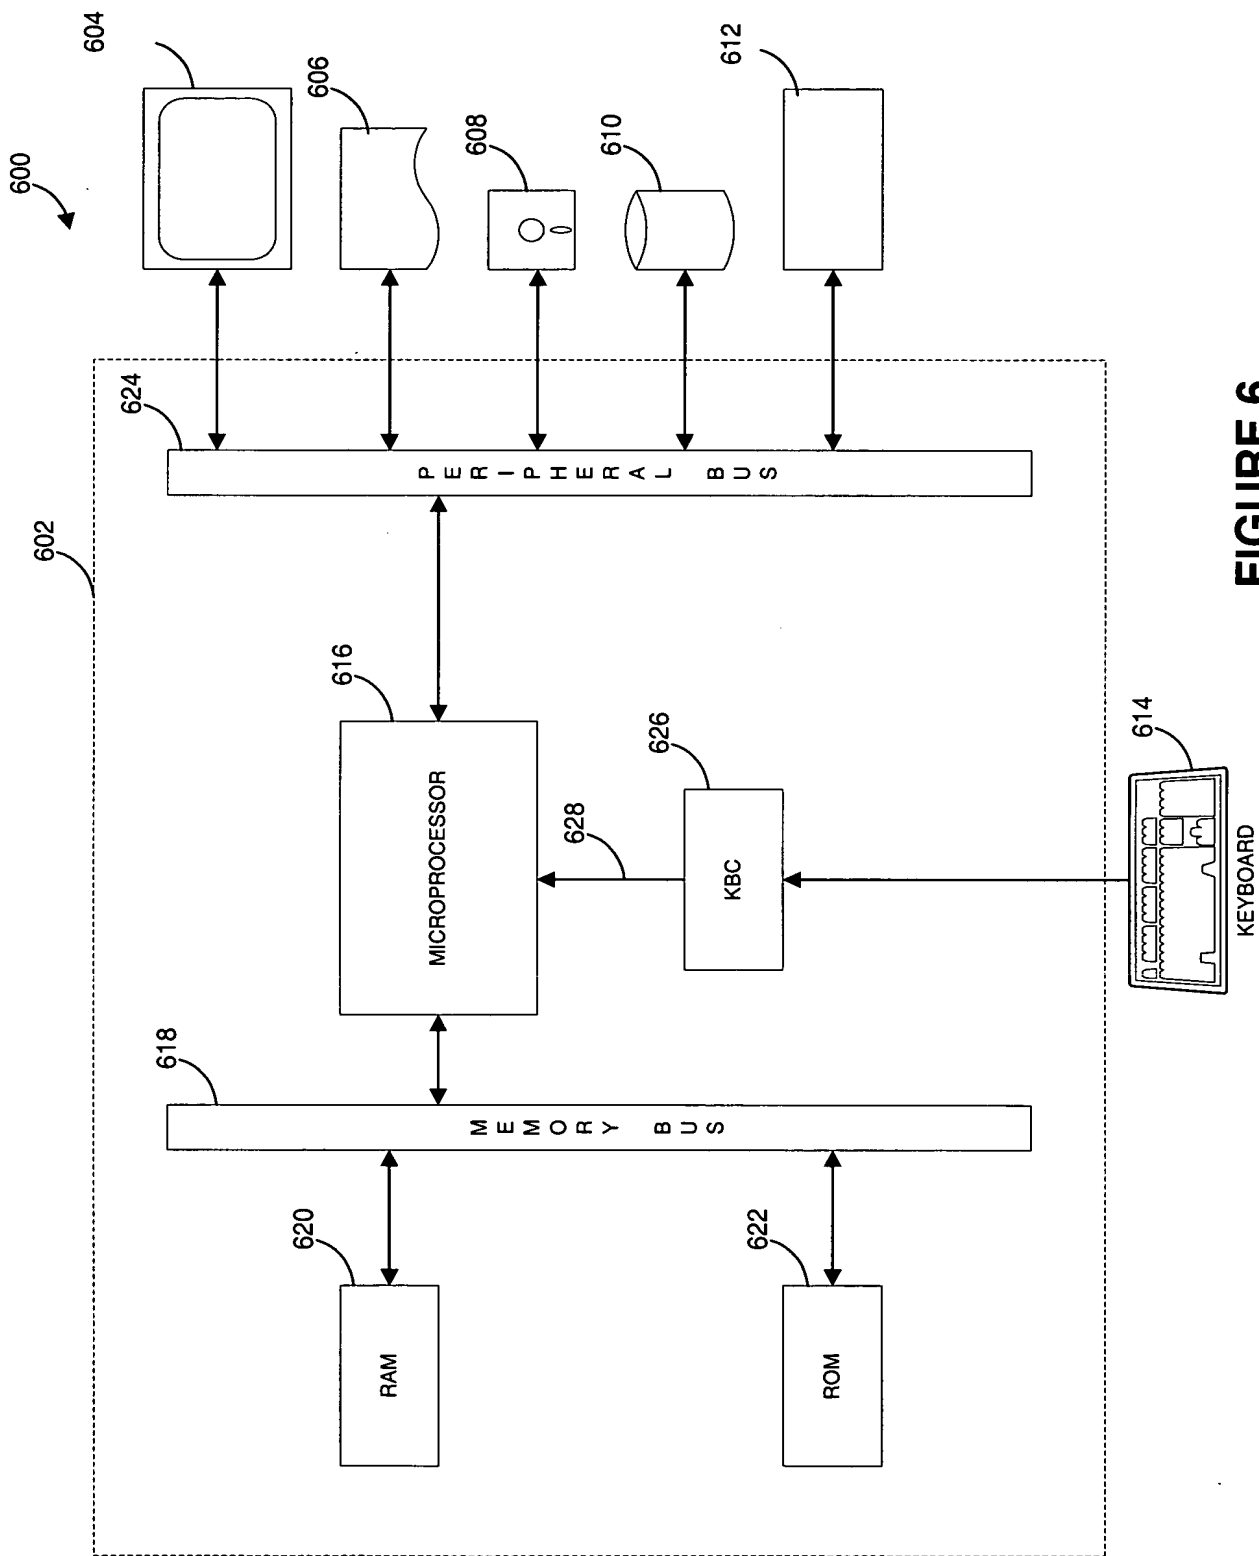 600
604
606
608
610
612
624
PERIPHERAL BUS
602
616
MICROPROCESSOR
628
626
KBC
614
KEYBOARD
618
MEMORY BUS
620
RAM
622
ROM
FIGURE 6